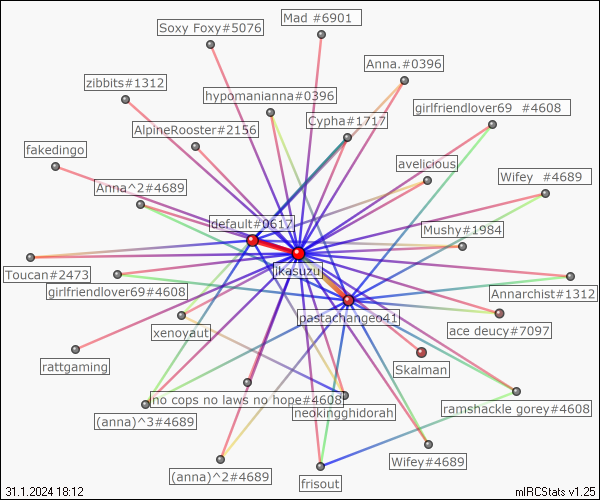 Mad #6901
Soxy Foxy#5076
Anna.#0396
zibbits#1312
hypomanianna#0396
girlfriendlover69 #4608
Cypha#1717
AlpineRooster#2156
fakedingo
avelicious
Wifey #4689
Anna^2#4689
default#0617
Mushy#1984
likasuzu
Toucan#2473
girlfriendlover69#4608
Annarchist#1312
pastachangeo41
xenoyaut
ace deucy#7097
rattgaming
Skalman
no cops no laws no hope#4608
neokingghidorah
ramshackle gorey#4608
(anna)^3#4689
Wifey#4689
(anna)^2#4689
frisout
31.1.2024 18:12
mIRCStats v1.25